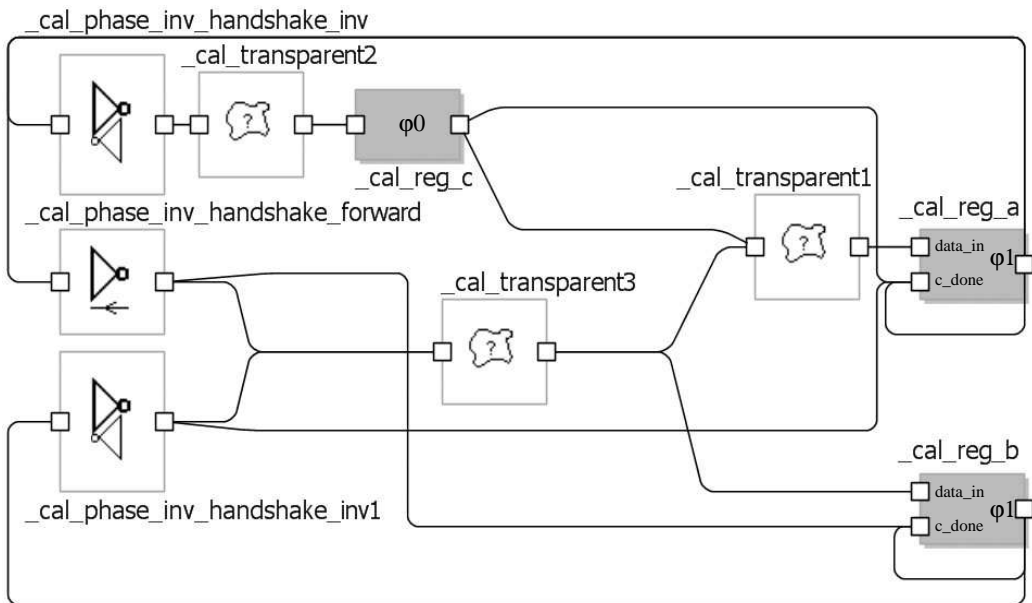 _cal_phase_inv_handshake_inv
_cal_transparent2
?
φ0
_cal_reg_c
_cal_transparent1
?
_cal_phase_inv_handshake_forward
_cal_reg_a
data_in
φ1
c_done
_cal_transparent3
?
_cal_reg_b
data_in
φ1
c_done
_cal_phase_inv_handshake_inv1